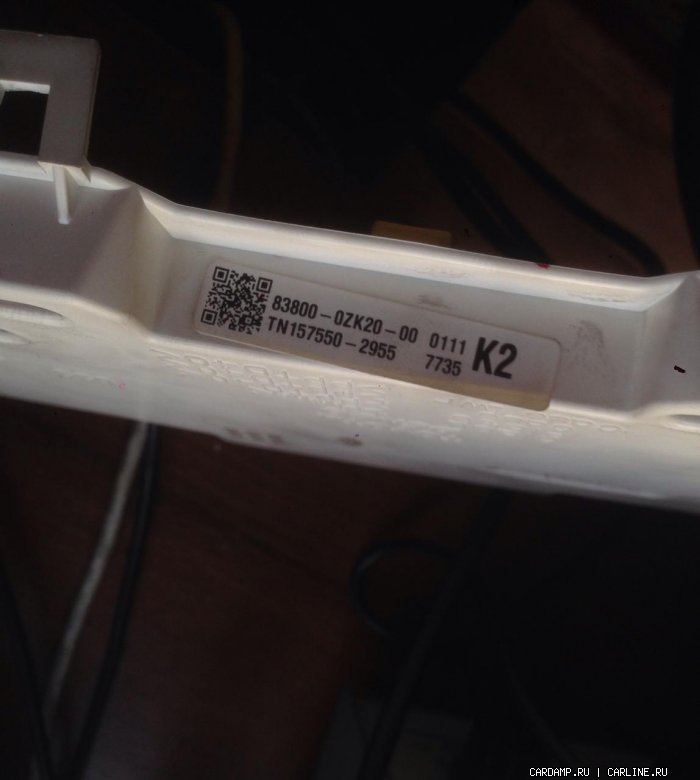 83800-0ZK20-00 0111 K2
TN157550-2955 7735
CARDAMP.RU | CARLINE.RU